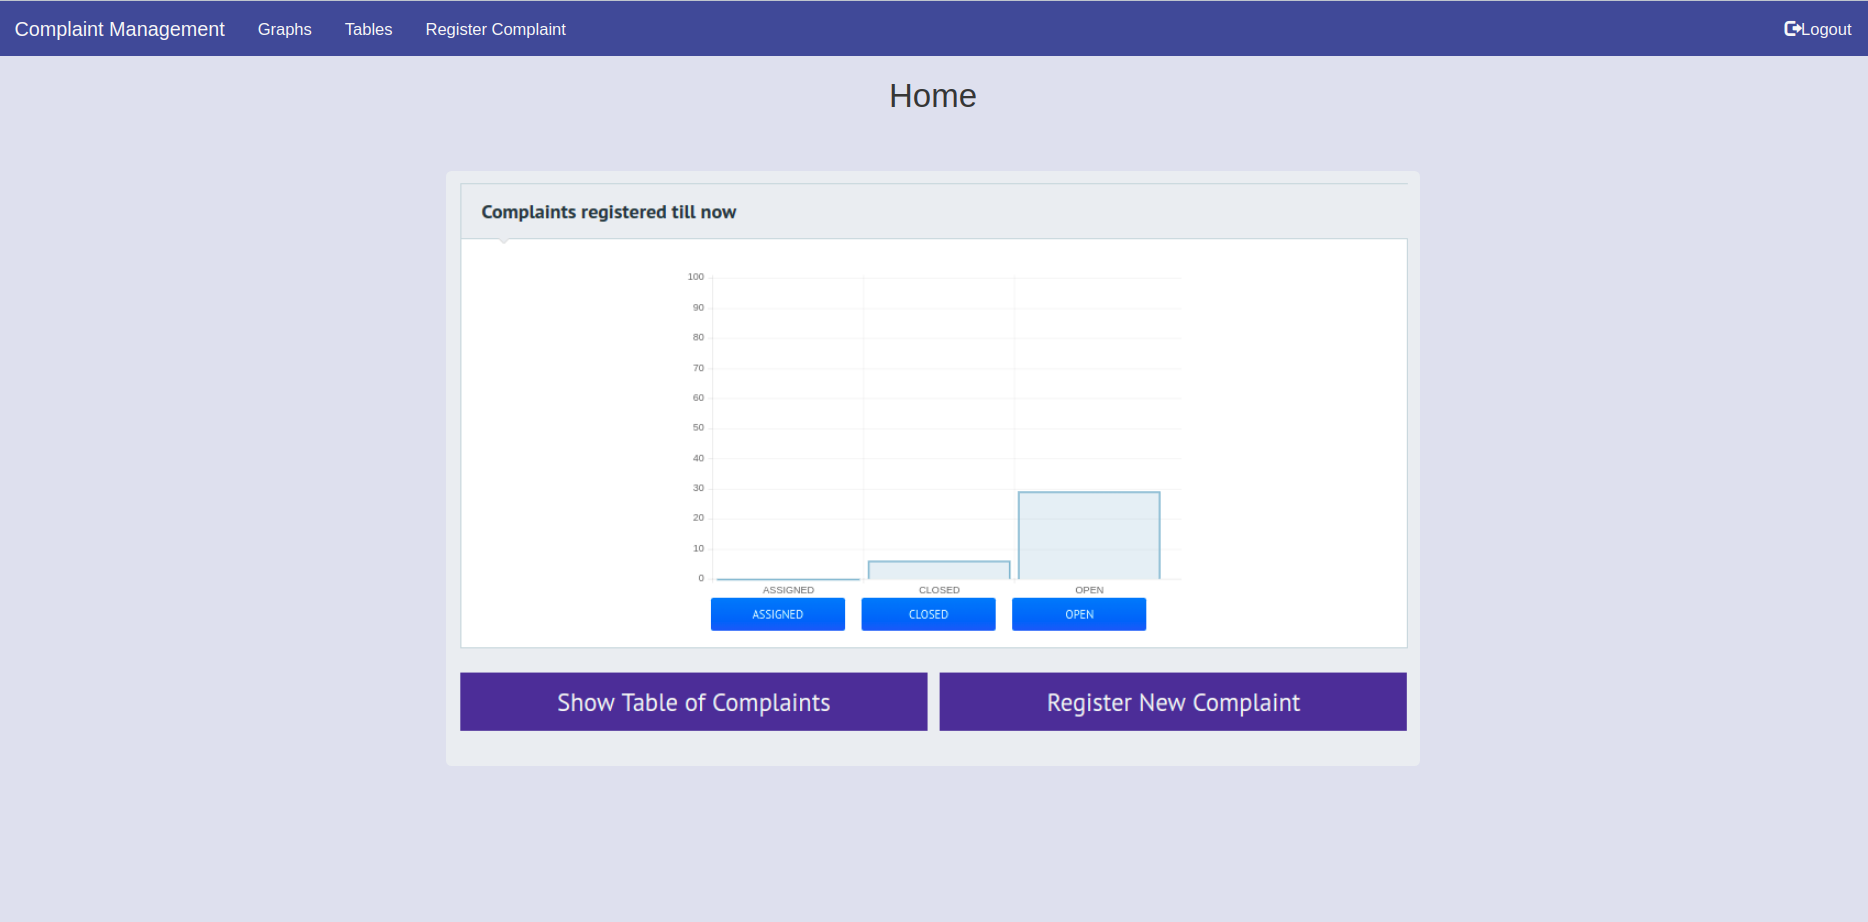 Complaint Management Graphs Tables Register Complaint Logout
Home
Complaints registered till now
100
90
80
70
60
50
40
30
20
10
0
ASSIGNED CLOSED OPEN
ASSIGNED CLOSED OPEN
Show Table of Complaints Register New Complaint